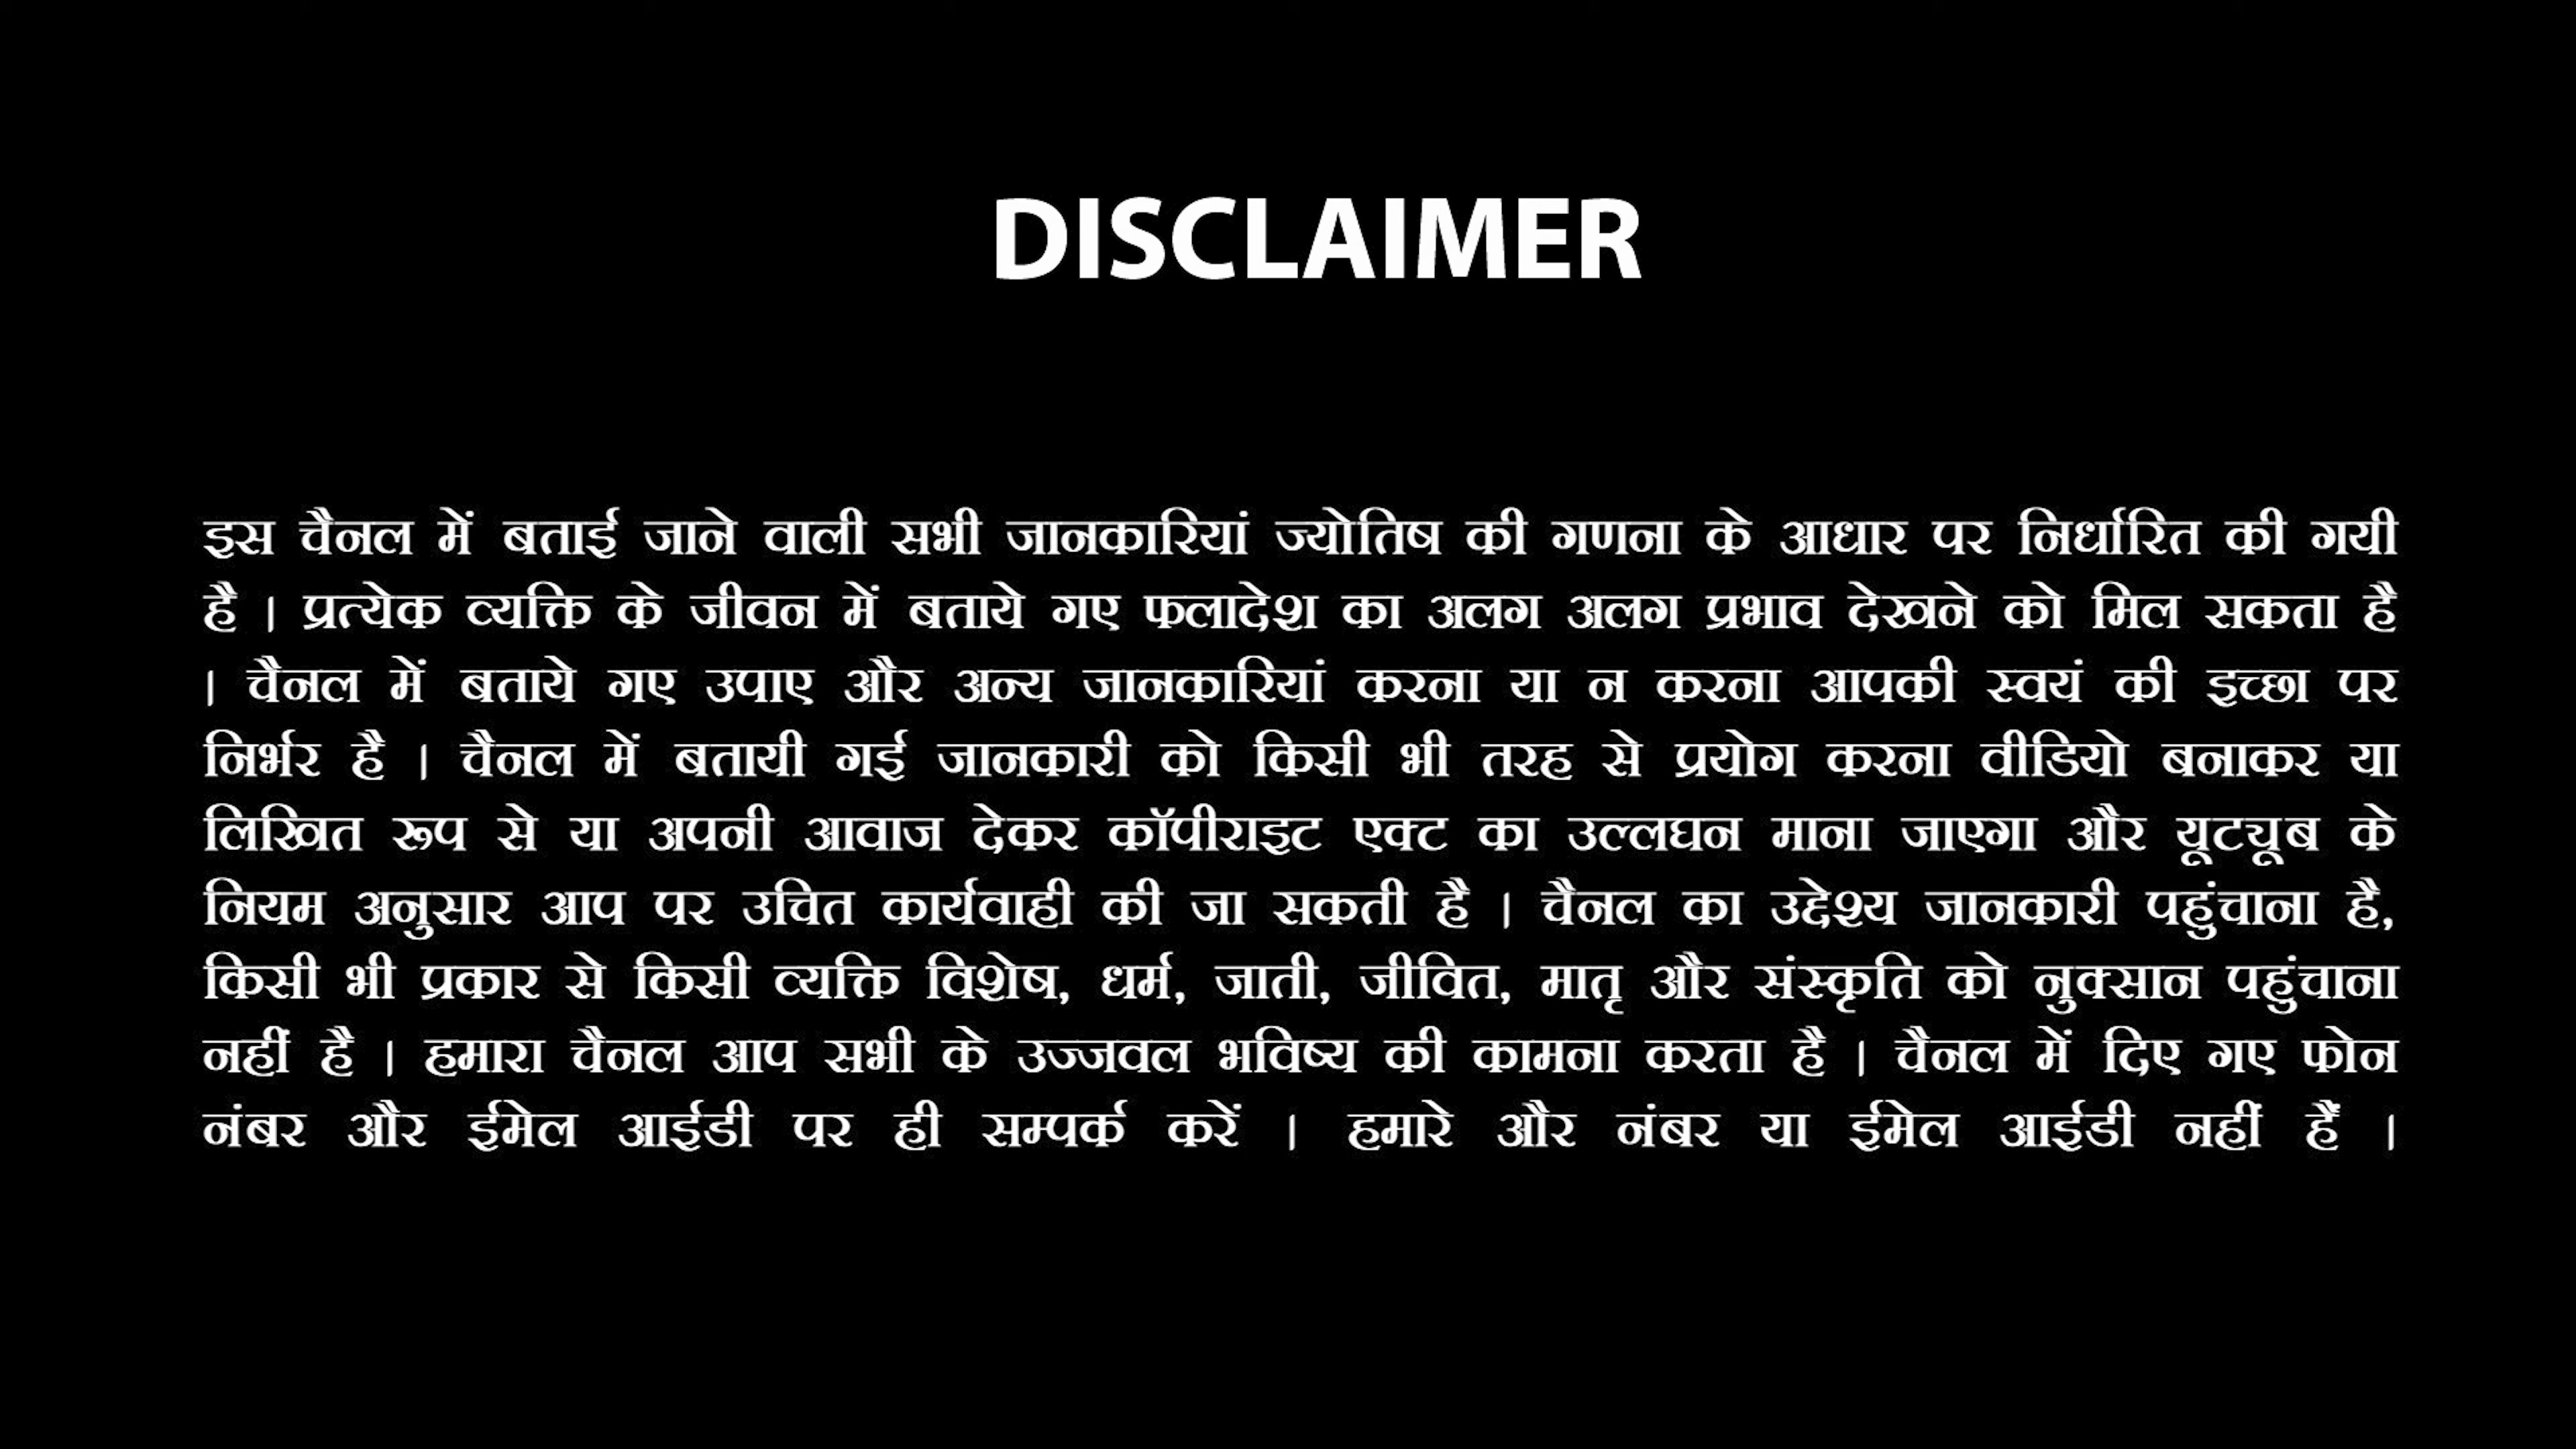 DISCLAIMER
इस चैनल में बताई जाने वाली सभी जानकारियां ज्योतिष की गणना के आधार पर निर्धारित की गयी
है । प्रत्येक व्यक्ति के जीवन में बताये गए फलादेश का अलग अलग प्रभाव देखने को मिल सकता है
। चैनल में बताये गए उपाए और अन्य जानकारियां करना या न करना आपकी स्वयं की इच्छा पर
निर्भर है । चैनल में बतायी गई जानकारी को किसी भी तरह से प्रयोग करना वीडियो बनाकर या
लिखित रूप से या अपनी आवाज देकर कॉपीराइट एक्ट का उल्लघन माना जाएगा और यूट्यूब के
नियम अनुसार आप पर उचित कार्यवाही की जा सकती है । चैनल का उद्देश्य जानकारी पहुंचाना है,
किसी भी प्रकार से किसी व्यक्ति विशेष, धर्म, जाती, जीवित, मातृ और संस्कृति को नुक्सान पहुंचाना
नहीं है । हमारा चैनल आप सभी के उज्जवल भविष्य की कामना करता है । चैनल में दिए गए फोन
नंबर और ईमेल आईडी पर ही सम्पर्क करें । हमारे और नंबर या ईमेल आईडी नहीं हैं ।